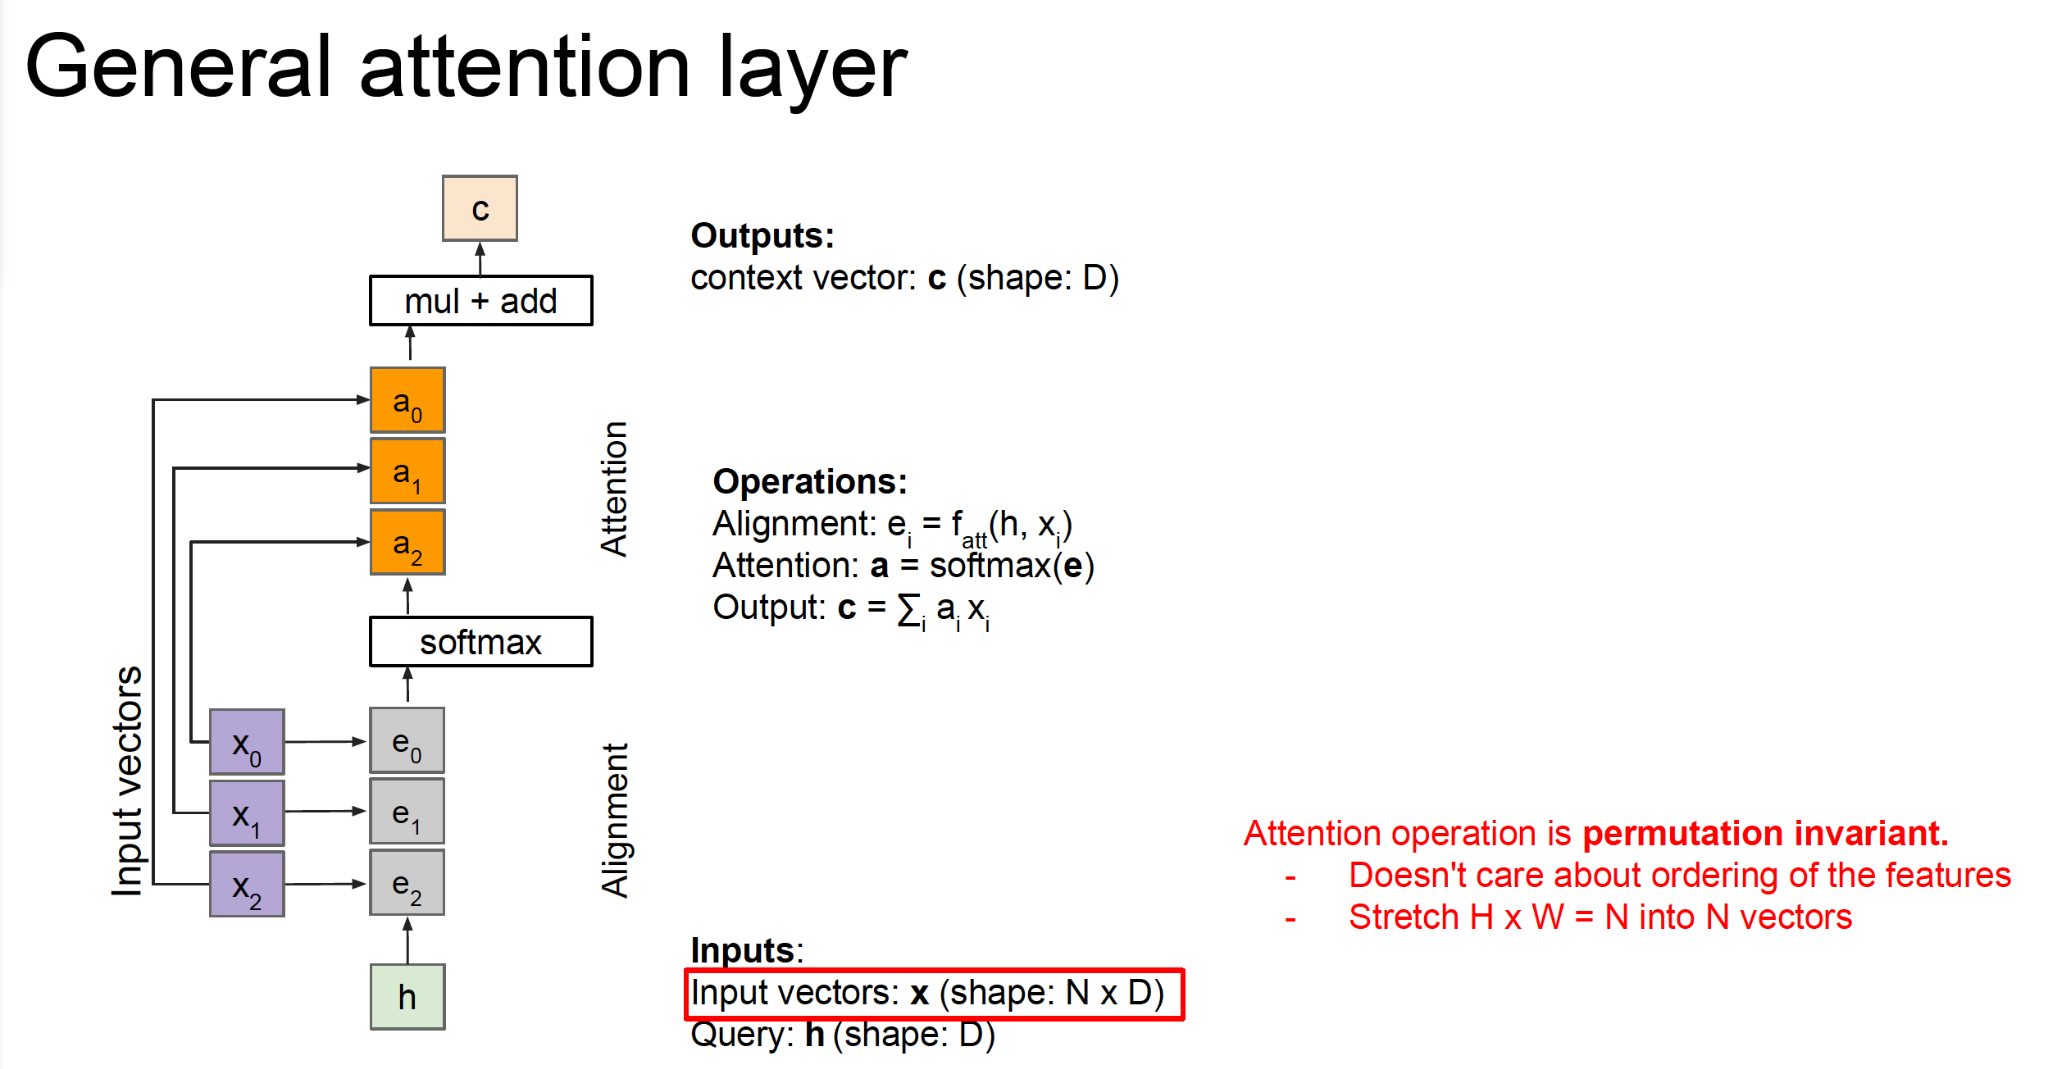 General attention layer
c
mul + add
a0
a1
a2
Attention
softmax
Input vectors
x0
e0
x1
e1
x2
e2
Alignment
h
Outputs:
context vector: c (shape: D)
Operations:
Alignment: ei = fatt(h, xi)
Attention: a = softmax(e)
Output: c = ∑i ai xi
Inputs:
Input vectors: x (shape: N x D)
Query: h (shape: D)
Attention operation is permutation invariant.
- Doesn't care about ordering of the features
- Stretch H x W = N into N vectors